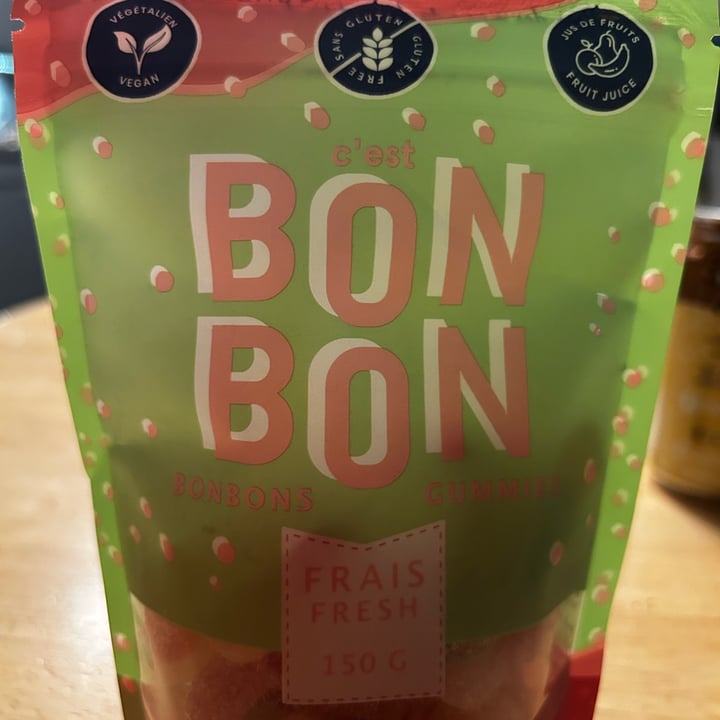 VÉGÉTALIEN
VEGAN
SANS GLUTEN
GLUTEN FREE
JUS DE FRUITS
FRUIT JUICE
c'est
BON
BON
BONBONS GUMMIES
FRAIS
FRESH
150 G